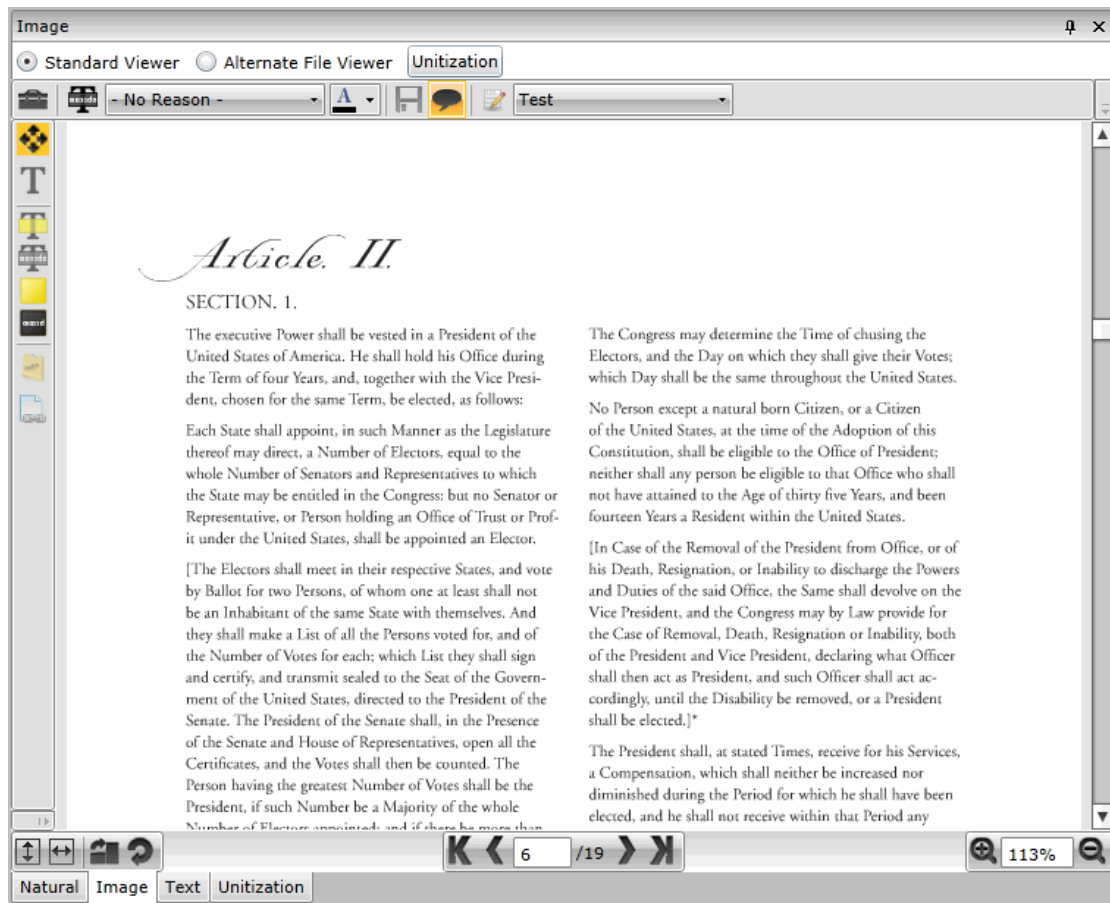 Image
Standard Viewer Alternate File Viewer Unitization
- No Reason - A Test
T
Article. II.
SECTION. 1.
The executive Power shall be vested in a President of the
United States of America. He shall hold his Office during
the Term of four Years, and, together with the Vice Presi-
dent, chosen for the same Term, be elected, as follows:
Each State shall appoint, in such Manner as the Legislature
thereof may direct, a Number of Electors, equal to the
whole Number of Senators and Representatives to which
the State may be entitled in the Congress: but no Senator or
Representative, or Person holding an Office of Trust or Prof-
it under the United States, shall be appointed an Elector.
[The Electors shall meet in their respective States, and vote
by Ballot for two Persons, of whom one at least shall not
be an Inhabitant of the same State with themselves. And
they shall make a List of all the Persons voted for, and of
the Number of Votes for each; which List they shall sign
and certify, and transmit sealed to the Seat of the Govern-
ment of the United States, directed to the President of the
Senate. The President of the Senate shall, in the Presence
of the Senate and House of Representatives, open all the
Certificates, and the Votes shall then be counted. The
Person having the greatest Number of Votes shall be the
President, if such Number be a Majority of the whole
Number of Electors appointed; and if there be more than
The Congress may determine the Time of chusing the
Electors, and the Day on which they shall give their Votes;
which Day shall be the same throughout the United States.
No Person except a natural born Citizen, or a Citizen
of the United States, at the time of the Adoption of this
Constitution, shall be eligible to the Office of President;
neither shall any person be eligible to that Office who shall
not have attained to the Age of thirty five Years, and been
fourteen Years a Resident within the United States.
[In Case of the Removal of the President from Office, or of
his Death, Resignation, or Inability to discharge the Powers
and Duties of the said Office, the Same shall devolve on the
Vice President, and the Congress may by Law provide for
the Case of Removal, Death, Resignation or Inability, both
of the President and Vice President, declaring what Officer
shall then act as President, and such Officer shall act ac-
cordingly, until the Disability be removed, or a President
shall be elected.]*
The President shall, at stated Times, receive for his Services,
a Compensation, which shall neither be increased nor
diminished during the Period for which he shall have been
elected, and he shall not receive within that Period any
6 /19 113%
Natural Image Text Unitization